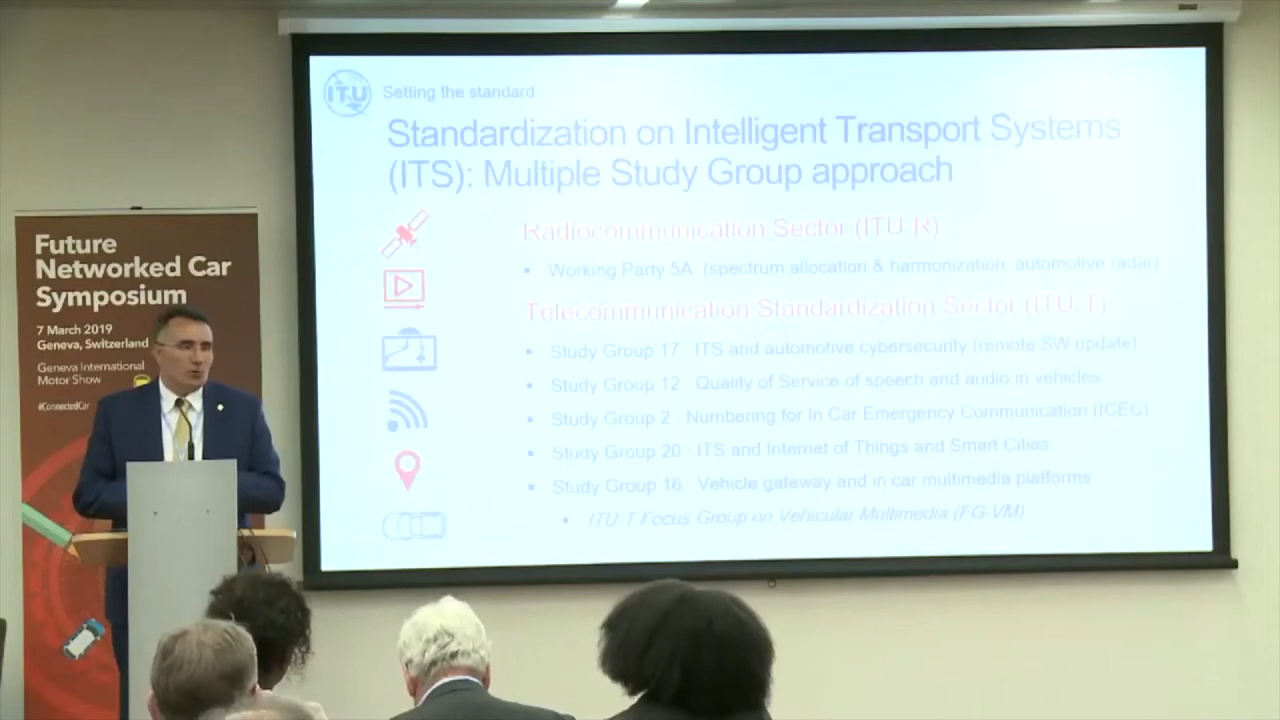 ITU
Setting the standard
Standardization on Intelligent Transport Systems
(ITS): Multiple Study Group approach
Radiocommunication Sector (ITU-R)
▪ Working Party 5A (spectrum allocation & harmonization, automotive radar)
Telecommunication Standardization Sector (ITU-T)
▪ Study Group 17 : ITS and automotive cybersecurity (remote SW update)
▪ Study Group 12 : Quality of Service of speech and audio in vehicles
▪ Study Group 2 : Numbering for In Car Emergency Communication (ICEC)
▪ Study Group 20 : ITS and Internet of Things and Smart Cities
▪ Study Group 16 : Vehicle gateway and in car multimedia platforms
▪ ITU-T Focus Group on Vehicular Multimedia (FG-VM)
Future
Networked Car
Symposium
7 March 2019
Geneva, Switzerland
Geneva International
Motor Show
#ConnectedCar